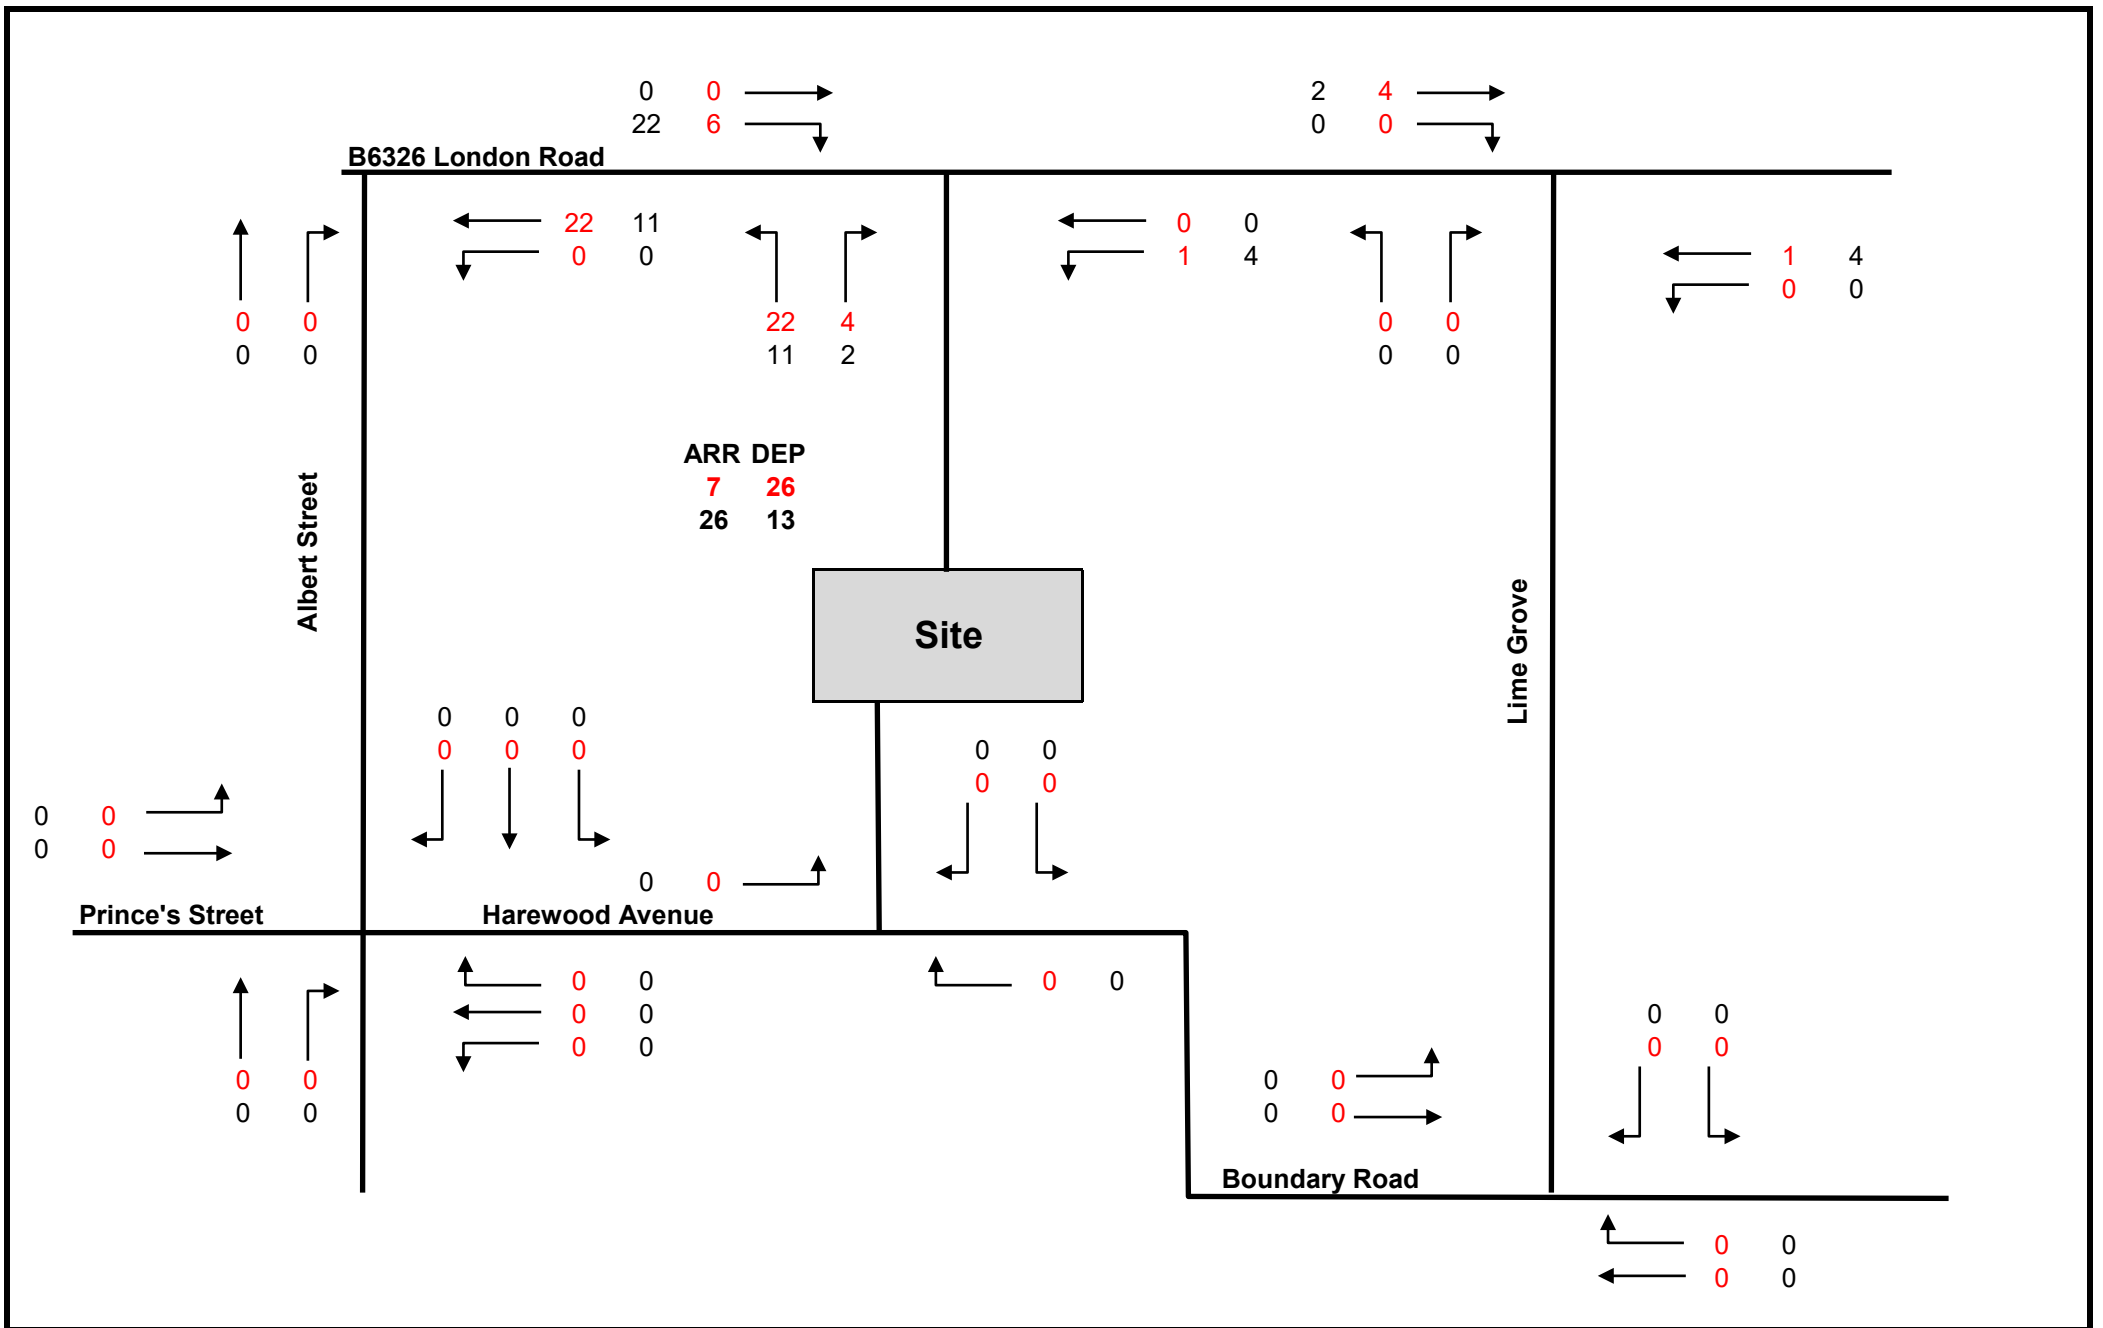 0 0 2 4
22 6 0 0
B6326 London Road
22 11 0 0
0 0 1 4 1 4
0 0
0 0 22 4 0 0
0 0 11 2 0 0
ARR DEP
7 26
26 13
Albert Street
Site
Lime Grove
0 0 0
0 0 0 0 0
0 0
0 0
0 0
0 0
Prince's Street Harewood Avenue
0 0 0 0
0 0 0 0
0 0 0 0
0 0 0 0
0 0 0 0
Boundary Road
0 0
0 0